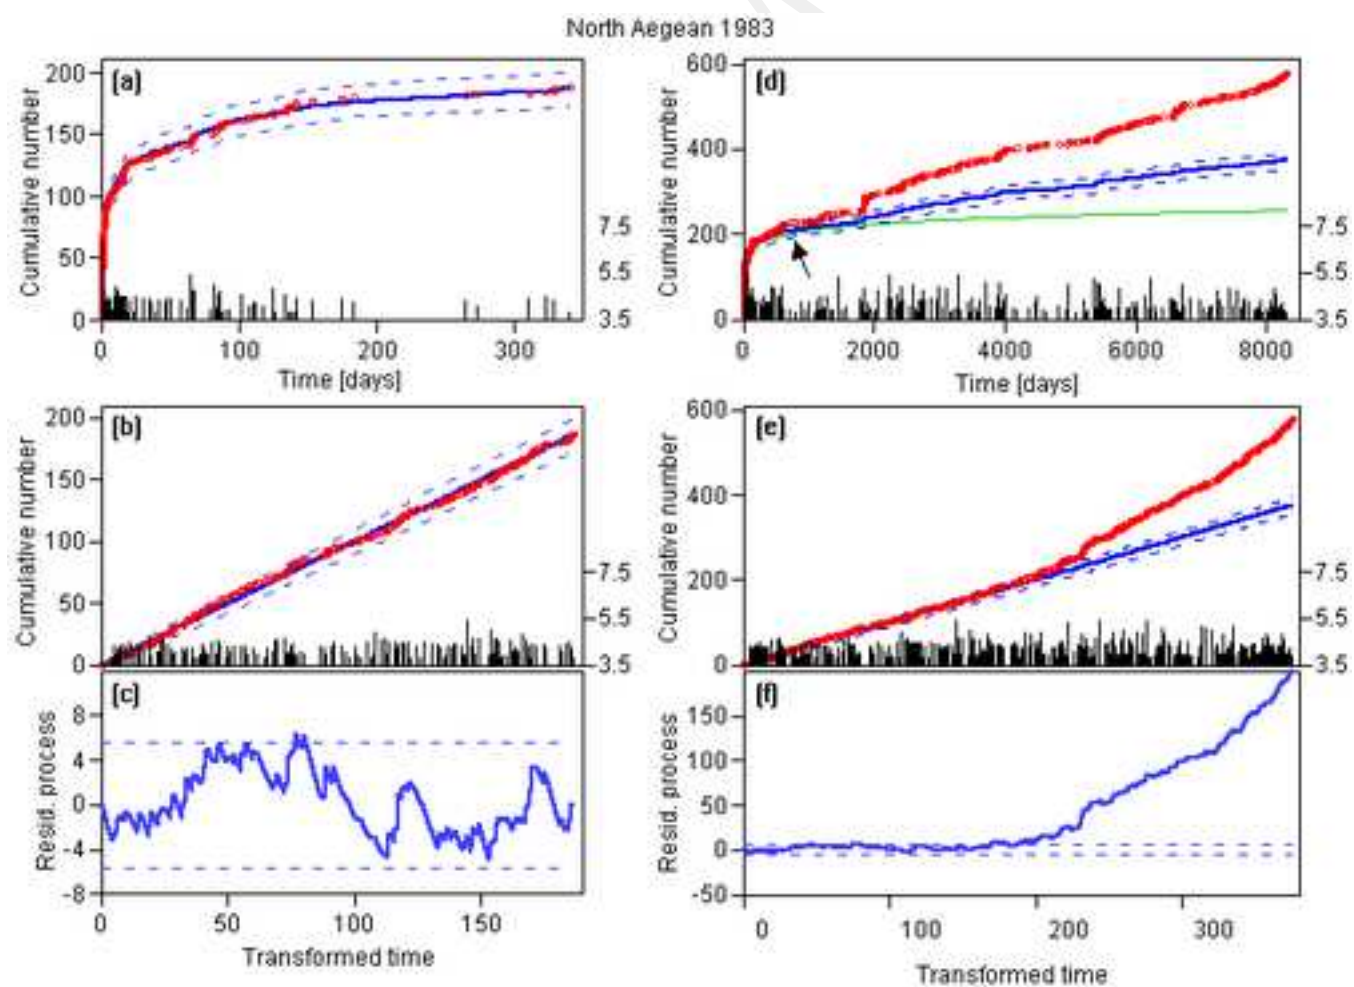 North Aegean 1983
[a]
200
150
100
50
0
Cumulative number
7.5
5.5
3.5
0 100 200 300
Time [days]
[d]
600
400
200
0
Cumulative number
7.5
5.5
3.5
0 2000 4000 6000 8000
Time [days]
[b]
200
150
100
50
0
Cumulative number
7.5
5.5
3.5
[e]
600
400
200
0
Cumulative number
7.5
5.5
3.5
[c]
8
4
0
-4
-8
Resid. process
0 50 100 150
Transformed time
[f]
150
100
50
0
-50
Resid. process
0 100 200 300
Transformed time